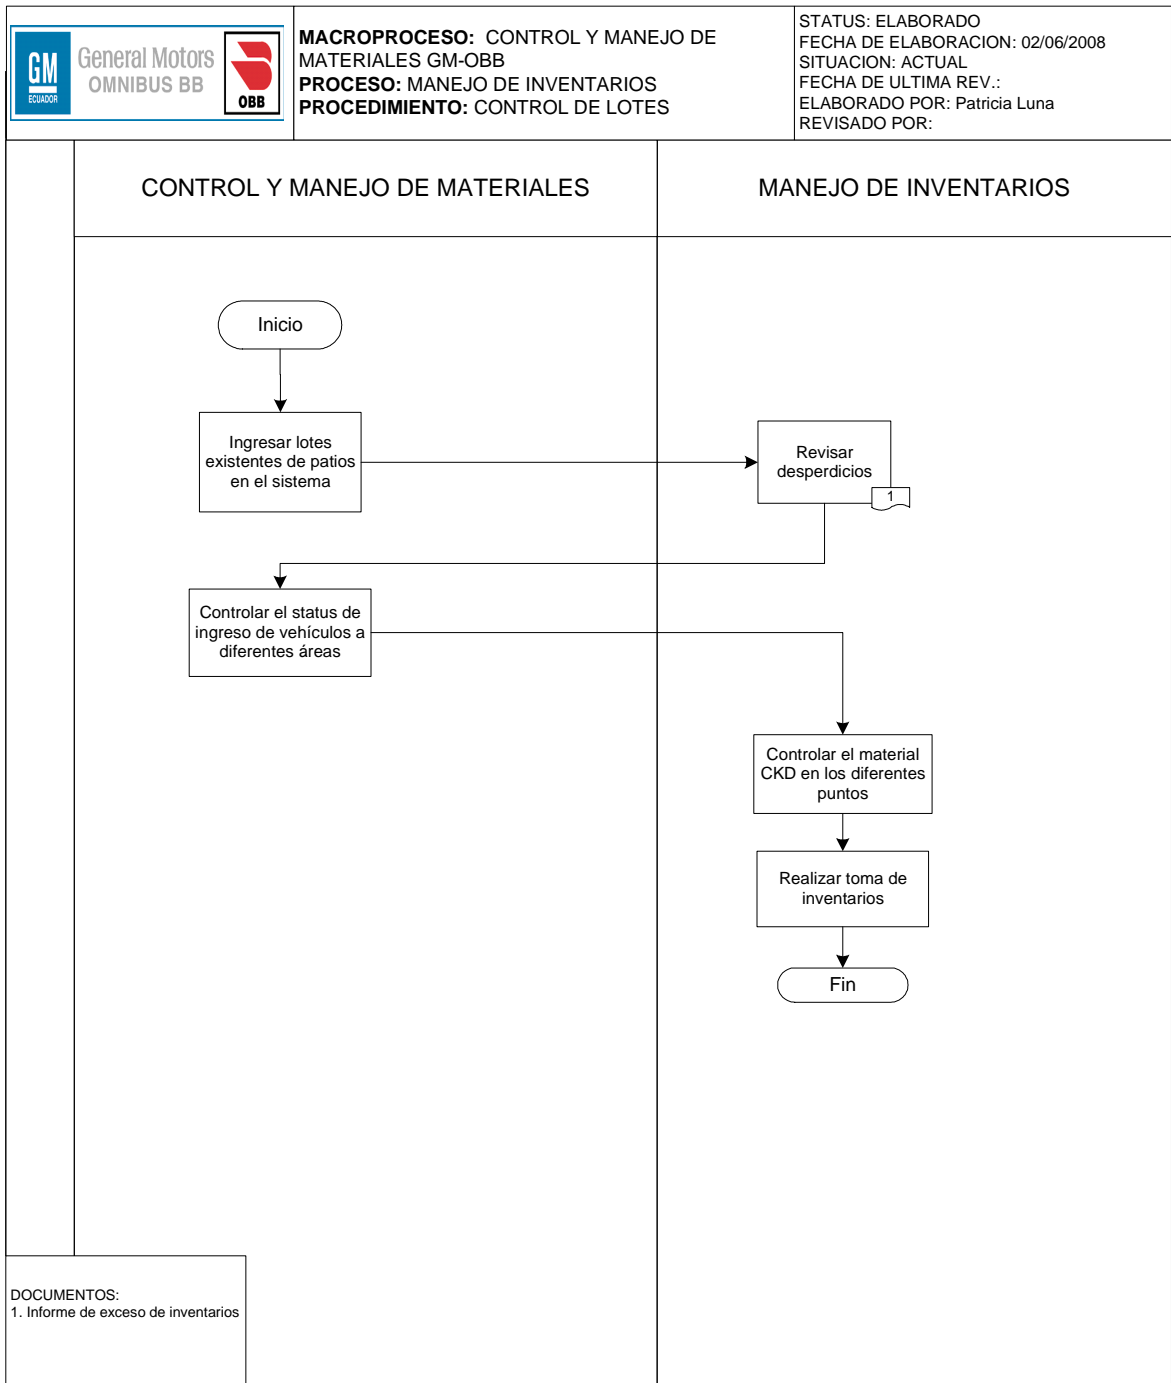 GM
ECUADOR
General Motors
OMNIBUS BB
OBB
MACROPROCESO: CONTROL Y MANEJO DE
MATERIALES GM-OBB
PROCESO: MANEJO DE INVENTARIOS
PROCEDIMIENTO: CONTROL DE LOTES
STATUS: ELABORADO
FECHA DE ELABORACION: 02/06/2008
SITUACION: ACTUAL
FECHA DE ULTIMA REV.:
ELABORADO POR: Patricia Luna
REVISADO POR:
CONTROL Y MANEJO DE MATERIALES
MANEJO DE INVENTARIOS
Inicio
Ingresar lotes
existentes de patios
en el sistema
Revisar
desperdicios
1
Controlar el status de
ingreso de vehículos a
diferentes áreas
Controlar el material
CKD en los diferentes
puntos
Realizar toma de
inventarios
Fin
DOCUMENTOS:
1. Informe de exceso de inventarios